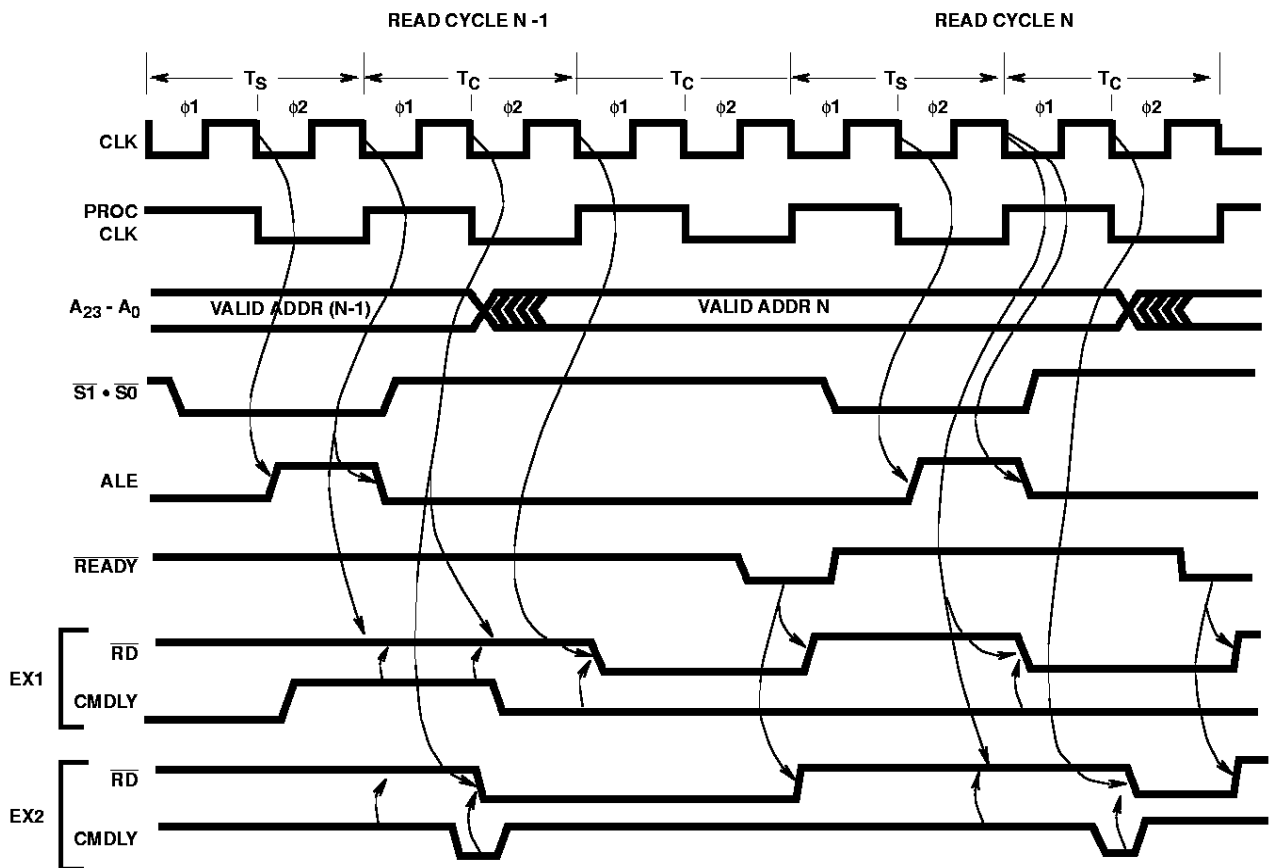 READ CYCLE N -1 READ CYCLE N
TS TC TC TS TC
ϕ1 ϕ2 ϕ1 ϕ2 ϕ1 ϕ2 ϕ1 ϕ2 ϕ1 ϕ2
CLK
PROC
CLK
A23 - A0 VALID ADDR (N-1) VALID ADDR N
S1 • S0
ALE
READY
EX1
RD
CMDLY
EX2
RD
CMDLY